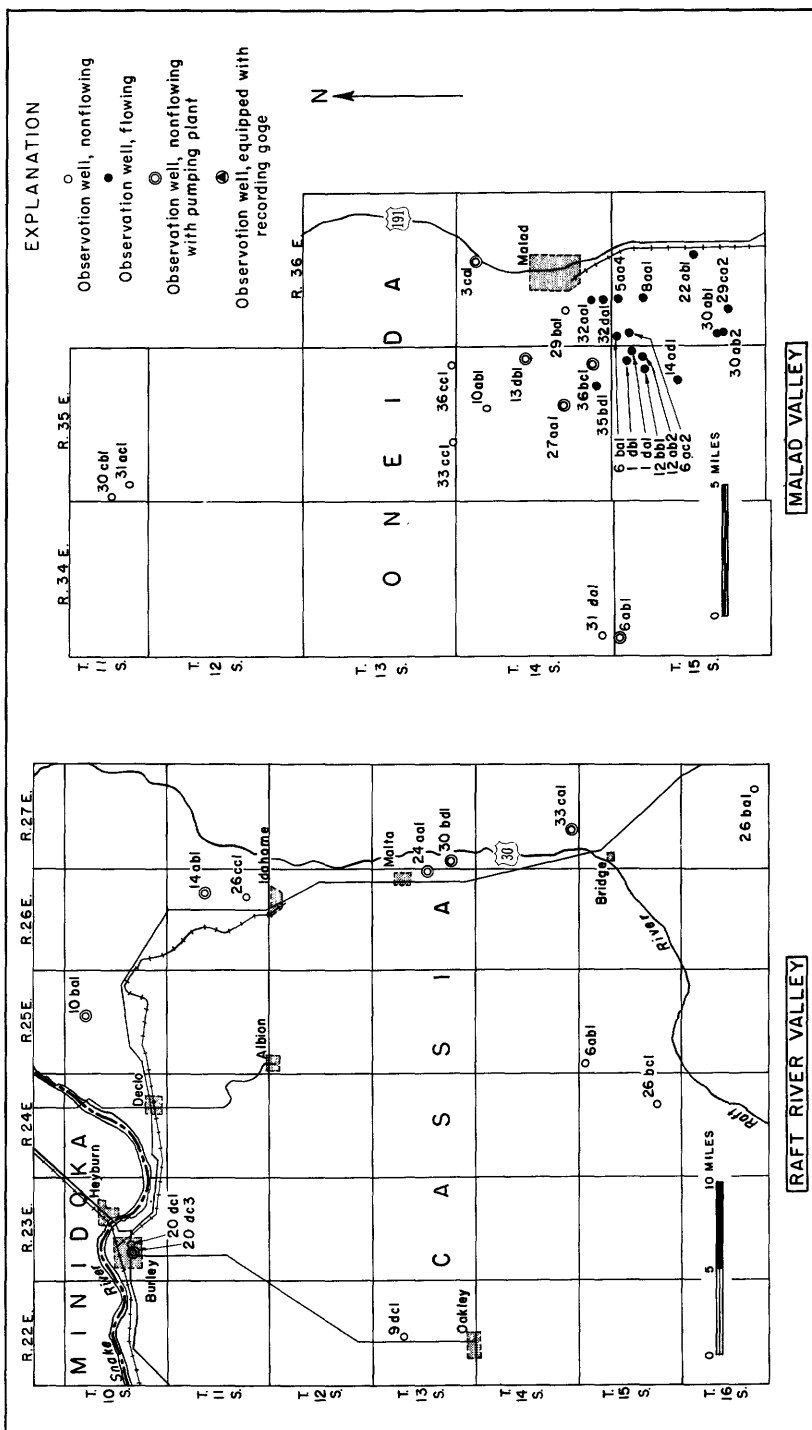 EXPLANATION
Observation well, nonflowing
Observation well, flowing
Observation well, nonflowing
with pumping plant
Observation well, equipped with
recording gage
N
R. 34 E.
R. 35 E.
R. 36 E.
T.
11
S.
T.
12
S.
T.
13
S.
T.
14
S.
T.
15
S.
ONEIDA
191
Malad
30 cb1
31 ac1
33 cc1
36 cc1
3 cd
10 ab1
13 db1
29 ba1
27 aa1
32 aa1
36 bc1
32 da1
35 bd1
31 da1
6 ab1
5 aa4
8 aa1
22 ab1
30 ab1
29 ca2
30 ab2
14 ad1
6 ba1
1 db1
1 da1
12 bb1
12 ab2
6 ac2
0 5 MILES
MALAD VALLEY
R. 22 E.
R. 23 E.
R. 24 E.
R. 25 E.
R. 26 E.
R. 27 E.
T.
10
S.
T.
11
S.
T.
12
S.
T.
13
S.
T.
14
S.
T.
15
S.
T.
16
S.
MINIDOKA
Heyburn
Snake River
Burley
20 dc1
20 dc3
Declo
10 ba1
14 ab1
26 cc1
Idahome
Albion
Malta
24 aa1
30 bd1
30
33 ca1
CASSIA
9 dc1
Oakley
Bridge
Raft River
6 ab1
26 bc1
26 ba1
0 5 10 MILES
RAFT RIVER VALLEY